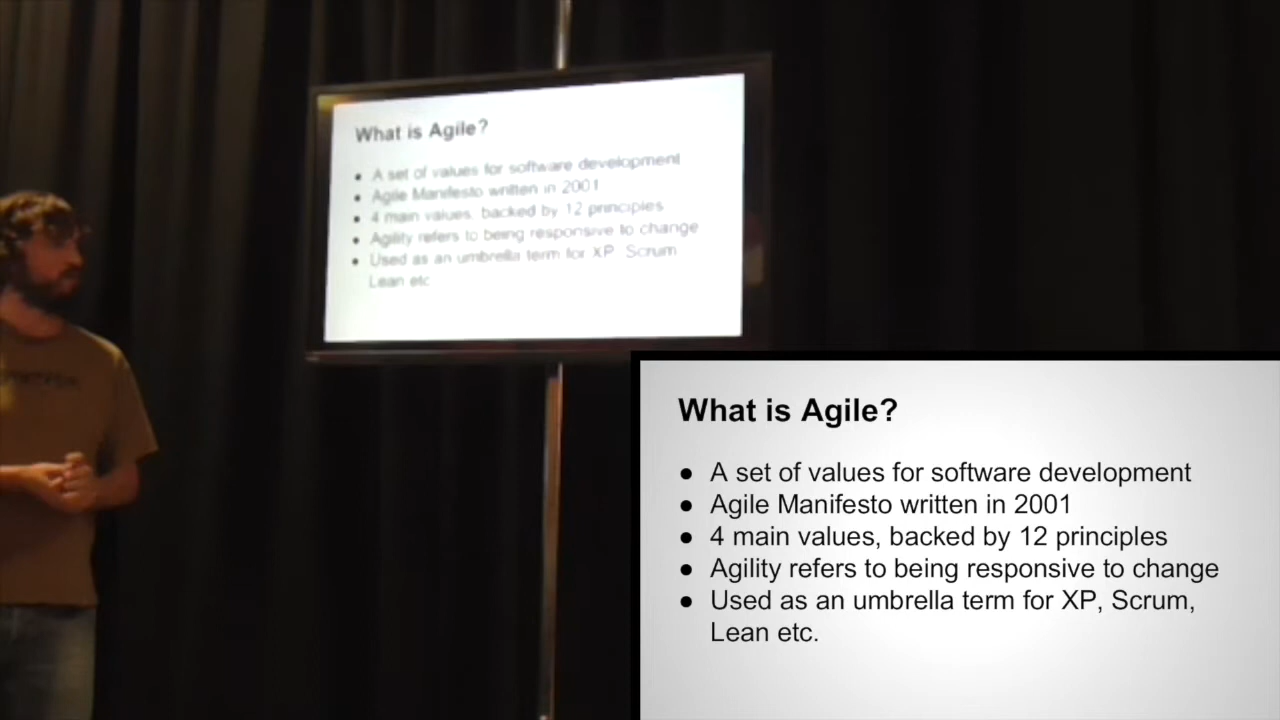 What is Agile?
● A set of values for software development
● Agile Manifesto written in 2001
● 4 main values, backed by 12 principles
● Agility refers to being responsive to change
● Used as an umbrella term for XP, Scrum
Lean etc
What is Agile?
● A set of values for software development
● Agile Manifesto written in 2001
● 4 main values, backed by 12 principles
● Agility refers to being responsive to change
● Used as an umbrella term for XP, Scrum,
Lean etc.